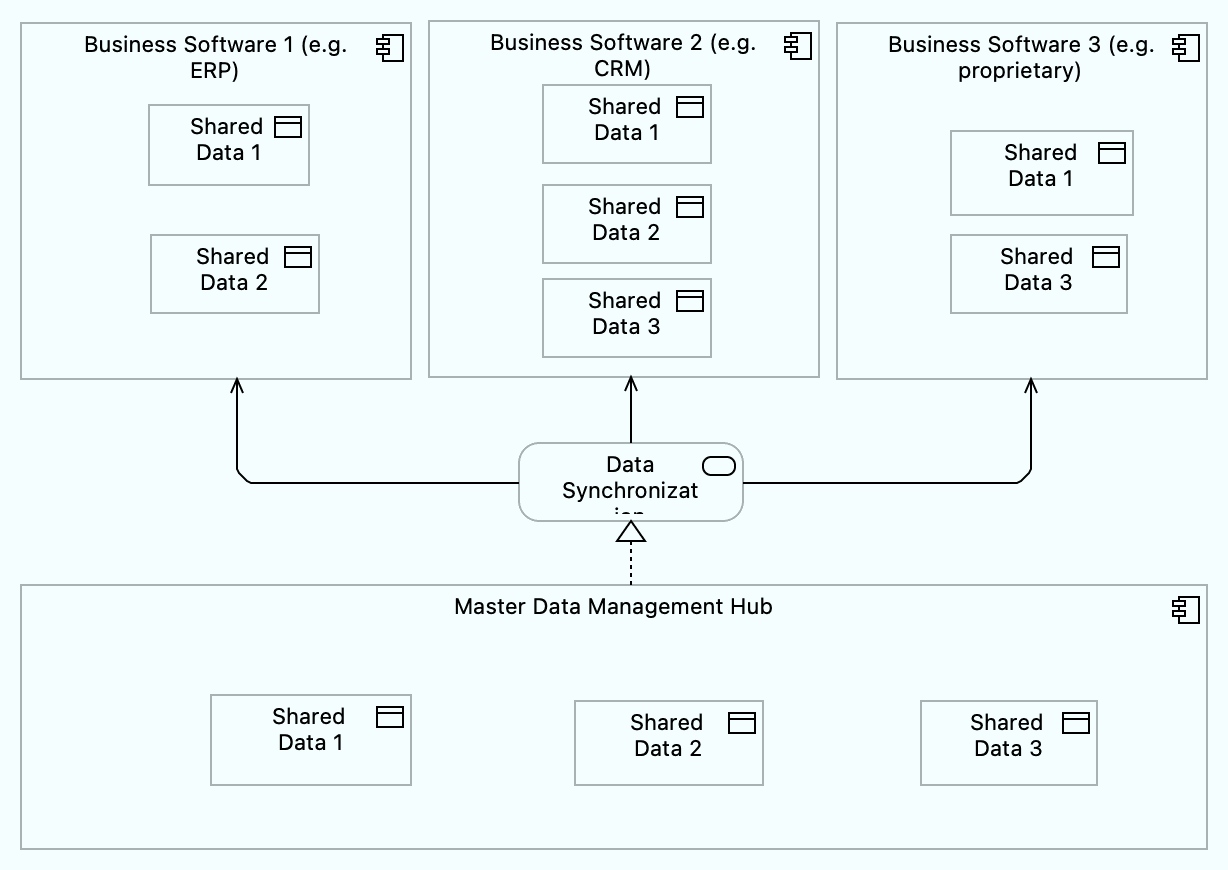 Business Software 1 (e.g.
ERP)
Shared
Data 1
Shared
Data 2
Business Software 2 (e.g.
CRM)
Shared
Data 1
Shared
Data 2
Shared
Data 3
Business Software 3 (e.g.
proprietary)
Shared
Data 1
Shared
Data 3
Data
Synchronizat
Master Data Management Hub
Shared
Data 1
Shared
Data 2
Shared
Data 3